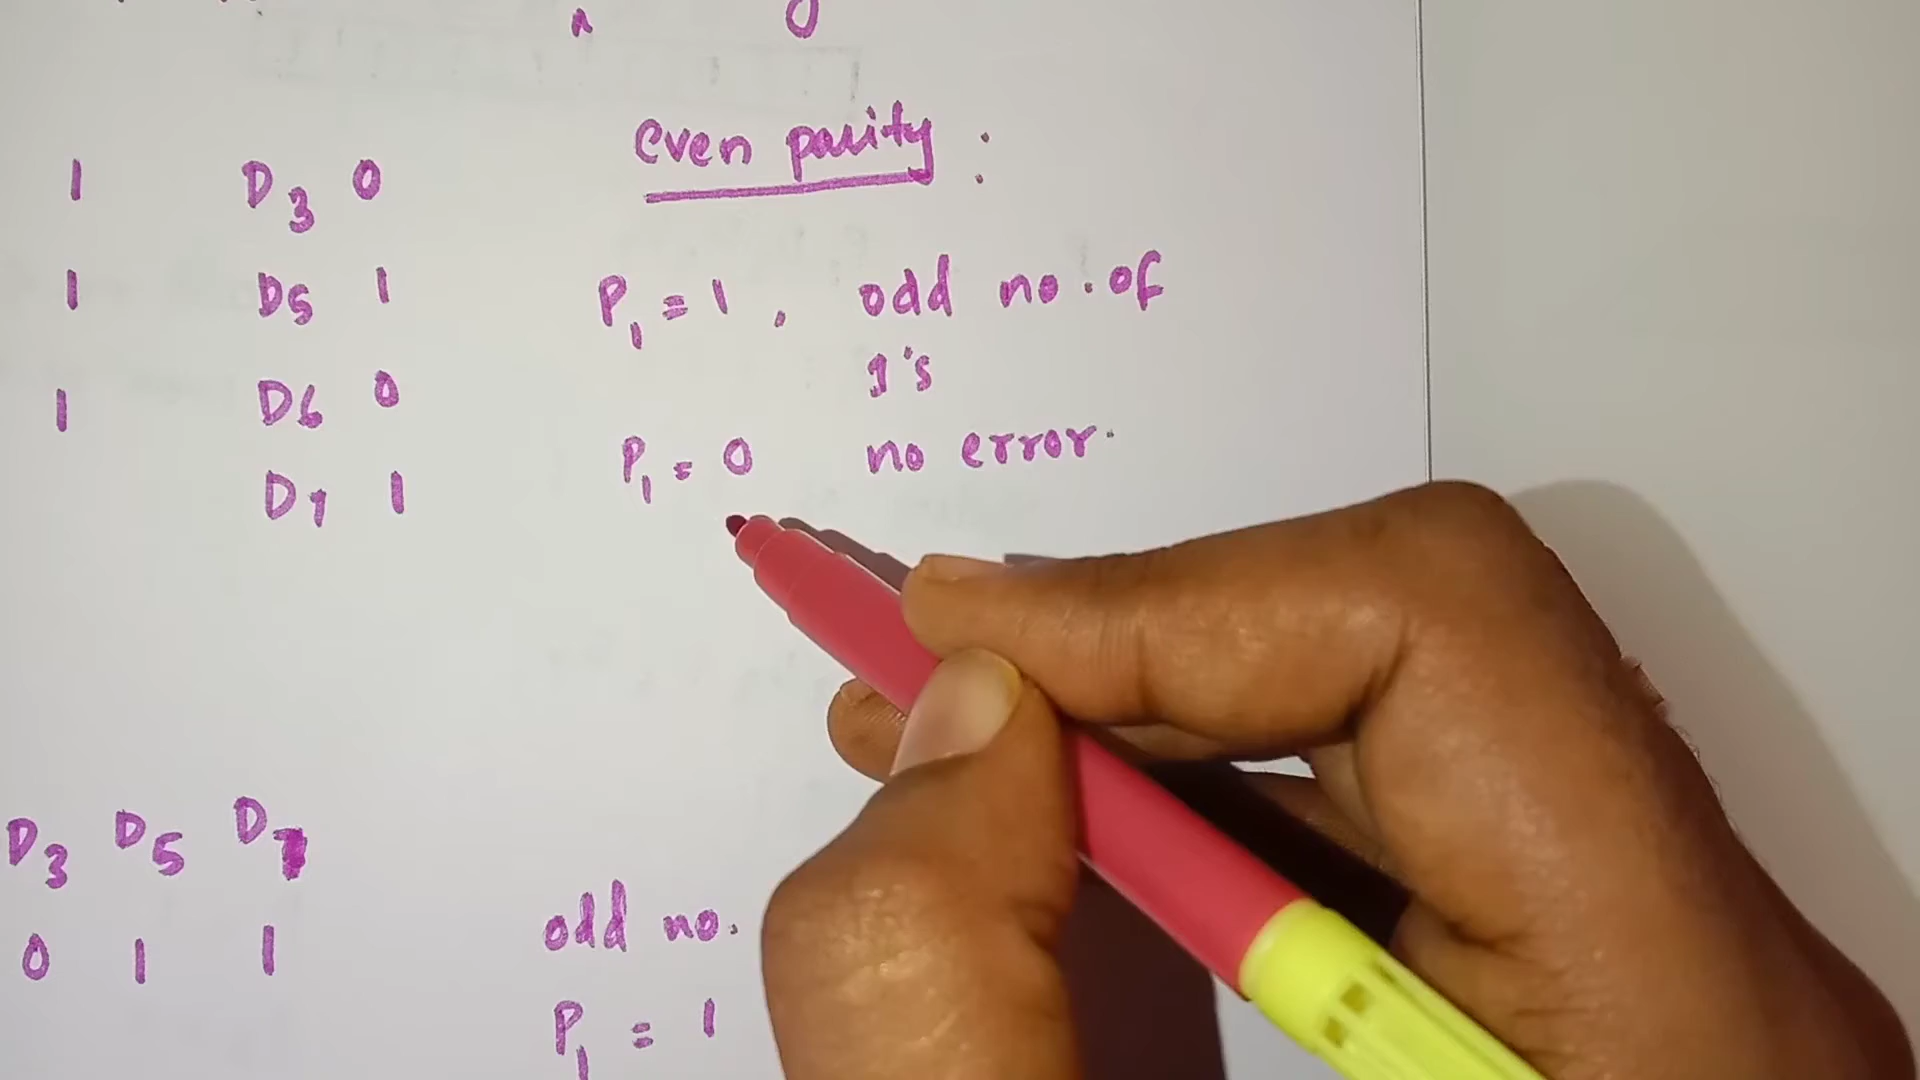 even parity :
1 D3 0
1 D5 1
1 D6 0
D7 1
P1 = 1, odd no. of
1's
P1 = 0 no error.
D3 D5 D7
0 1 1
odd no.
P1 = 1